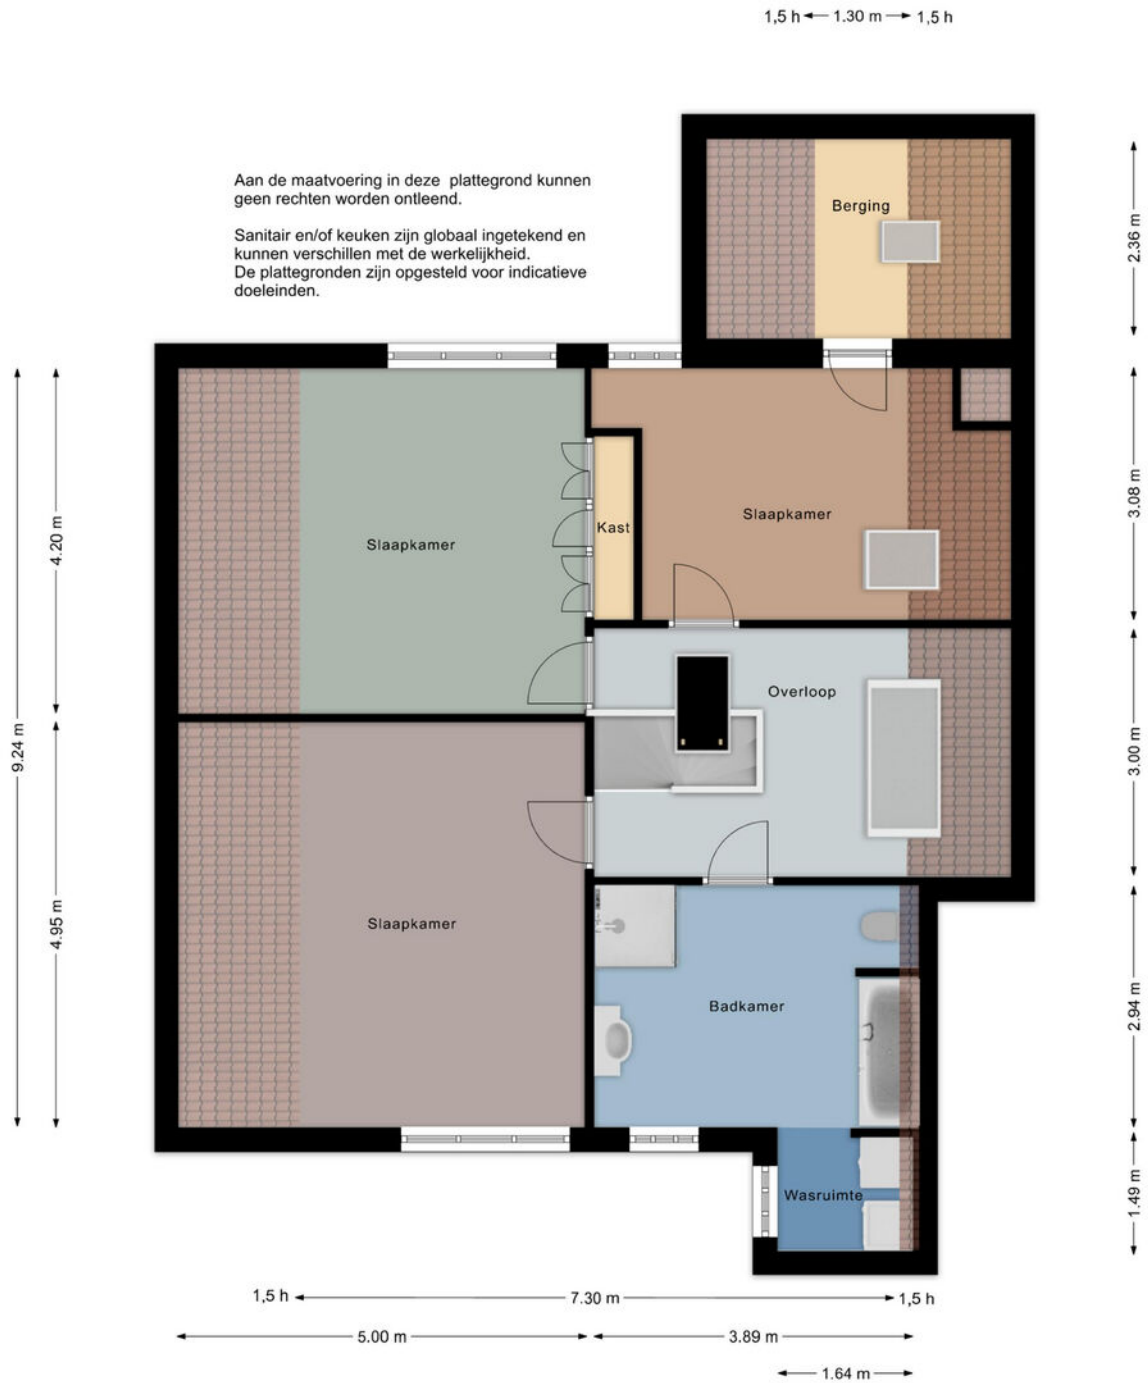 1,5 h 1.30 m 1,5 h
Aan de maatvoering in deze plattegrond kunnen
geen rechten worden ontleend.
Sanitair en/of keuken zijn globaal ingetekend en
kunnen verschillen met de werkelijkheid.
De plattegronden zijn opgesteld voor indicatieve
doeleinden.
Berging
2.36 m
Slaapkamer
Kast
Slaapkamer
4.20 m
3.08 m
Overloop
9.24 m
3.00 m
Slaapkamer
4.95 m
Badkamer
2.94 m
Wasruimte
1.49 m
1,5 h 7.30 m 1,5 h
5.00 m 3.89 m
1.64 m